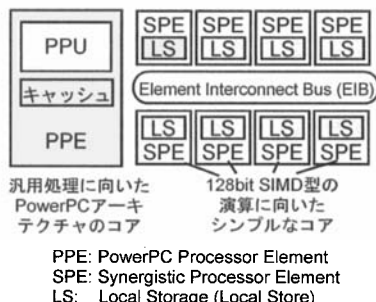 PPU
キャッシュ
PPE
SPE SPE SPE SPE
LS LS LS LS
Element Interconnect Bus (EIB)
LS LS LS LS
SPE SPE SPE SPE
汎用処理に向いた
PowerPCアーキ
テクチャのコア
128bit SIMD型の
演算に向いた
シンプルなコア
PPE: PowerPC Processor Element
SPE: Synergistic Processor Element
LS: Local Storage (Local Store)